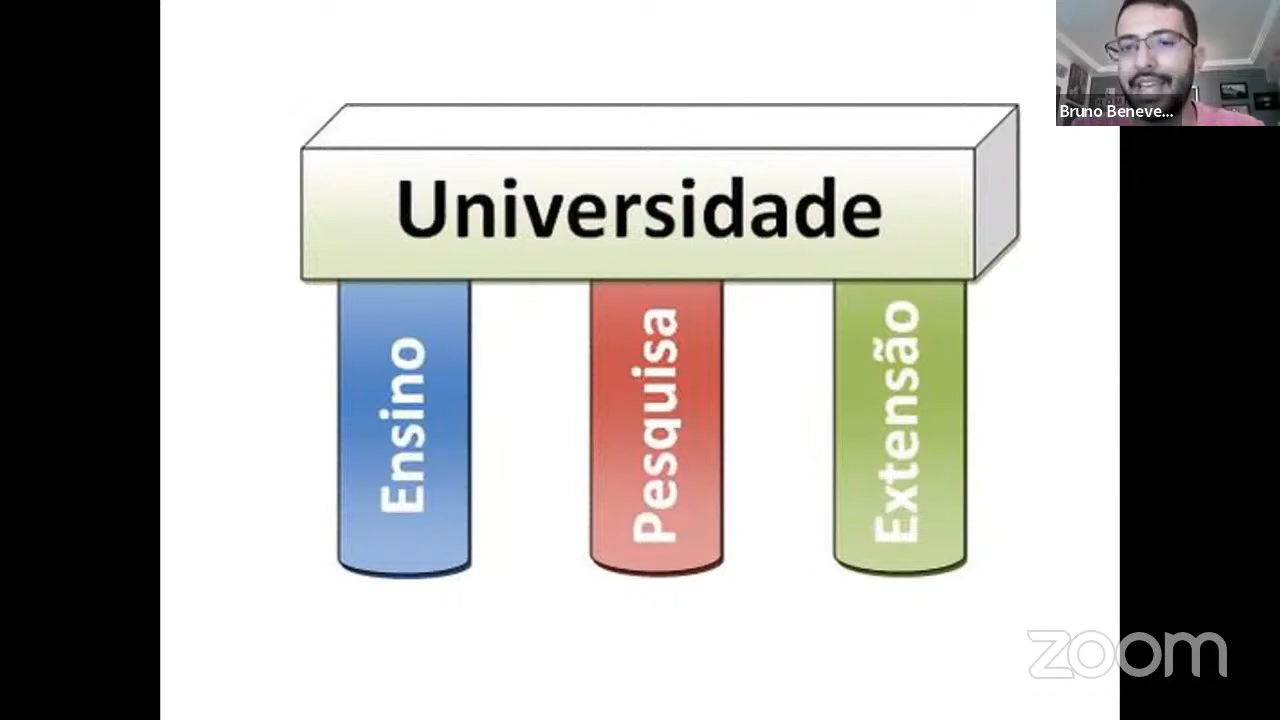 Bruno Beneve...
Universidade
Ensino
Pesquisa
Extensão
zoom